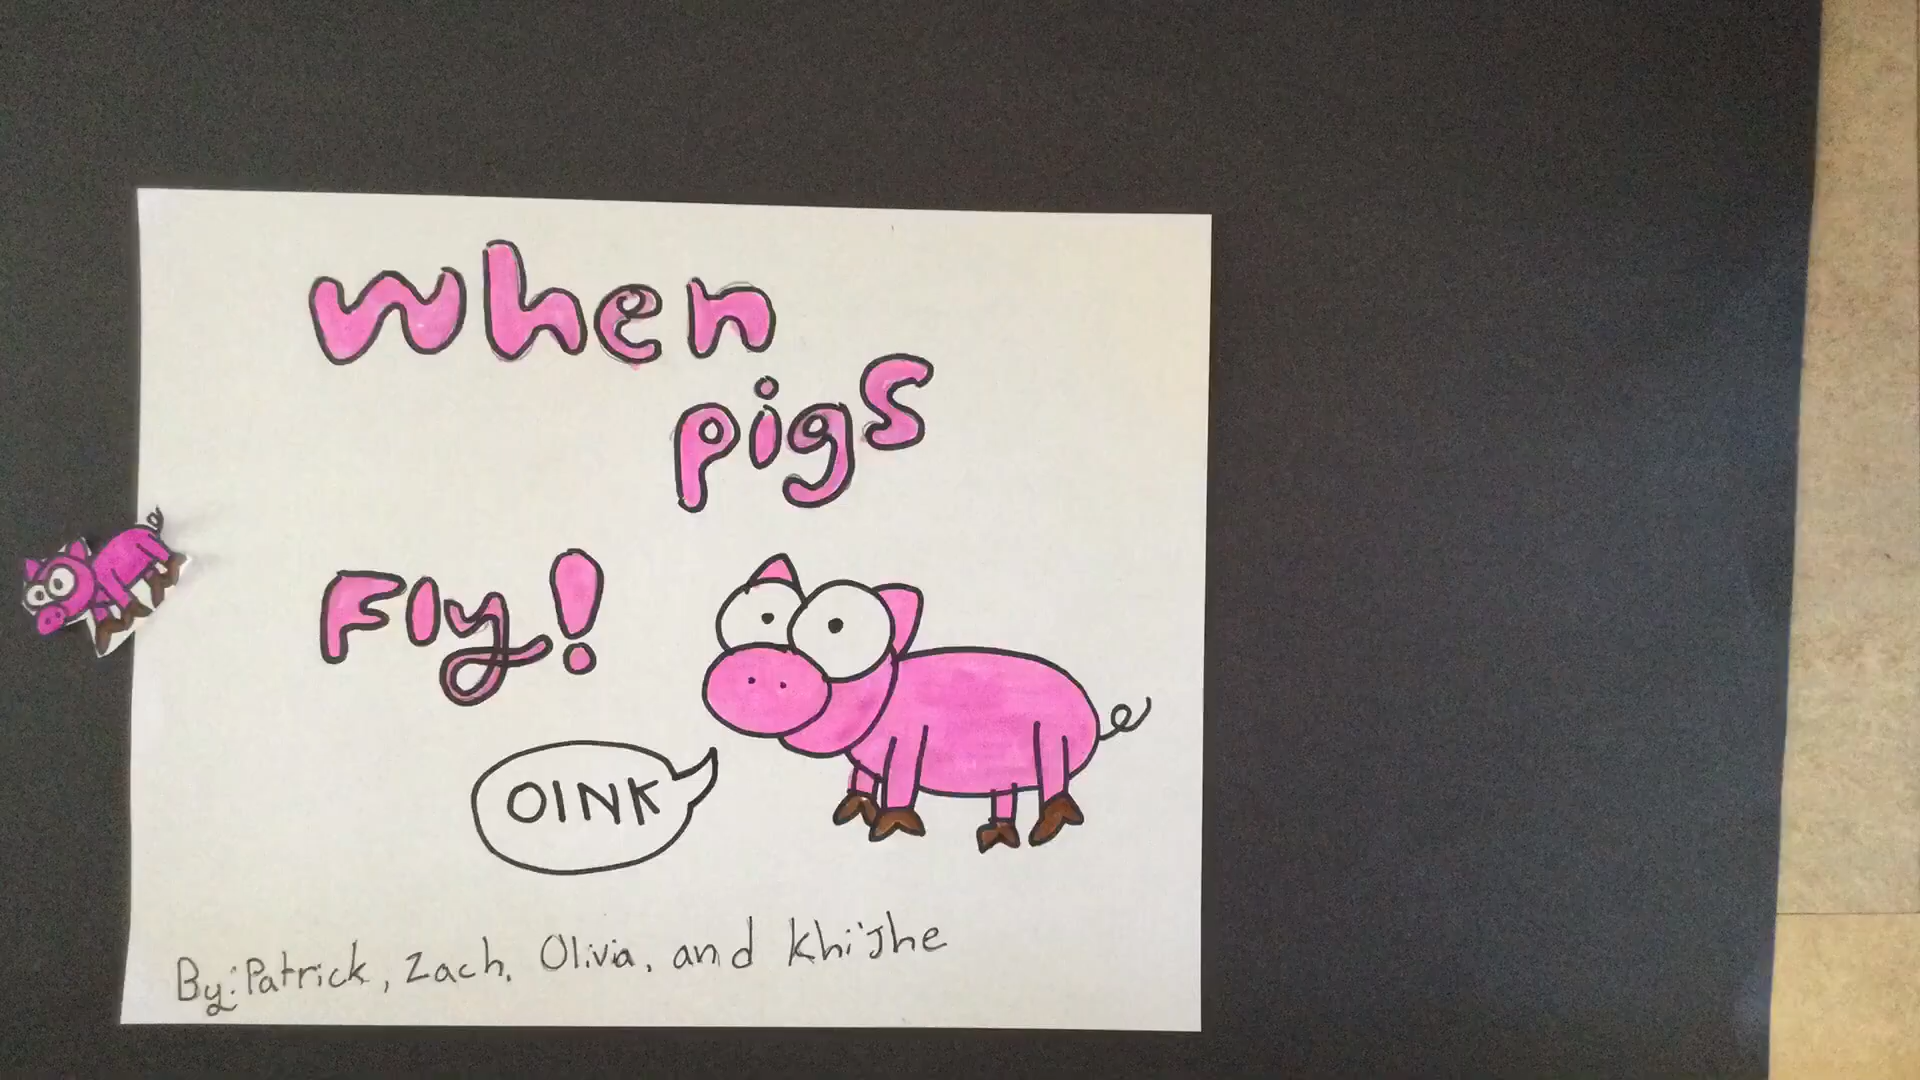 When
pigs
Fly!
OINK
By: Patrick, Zach, Olivia, and Khi'Jhe